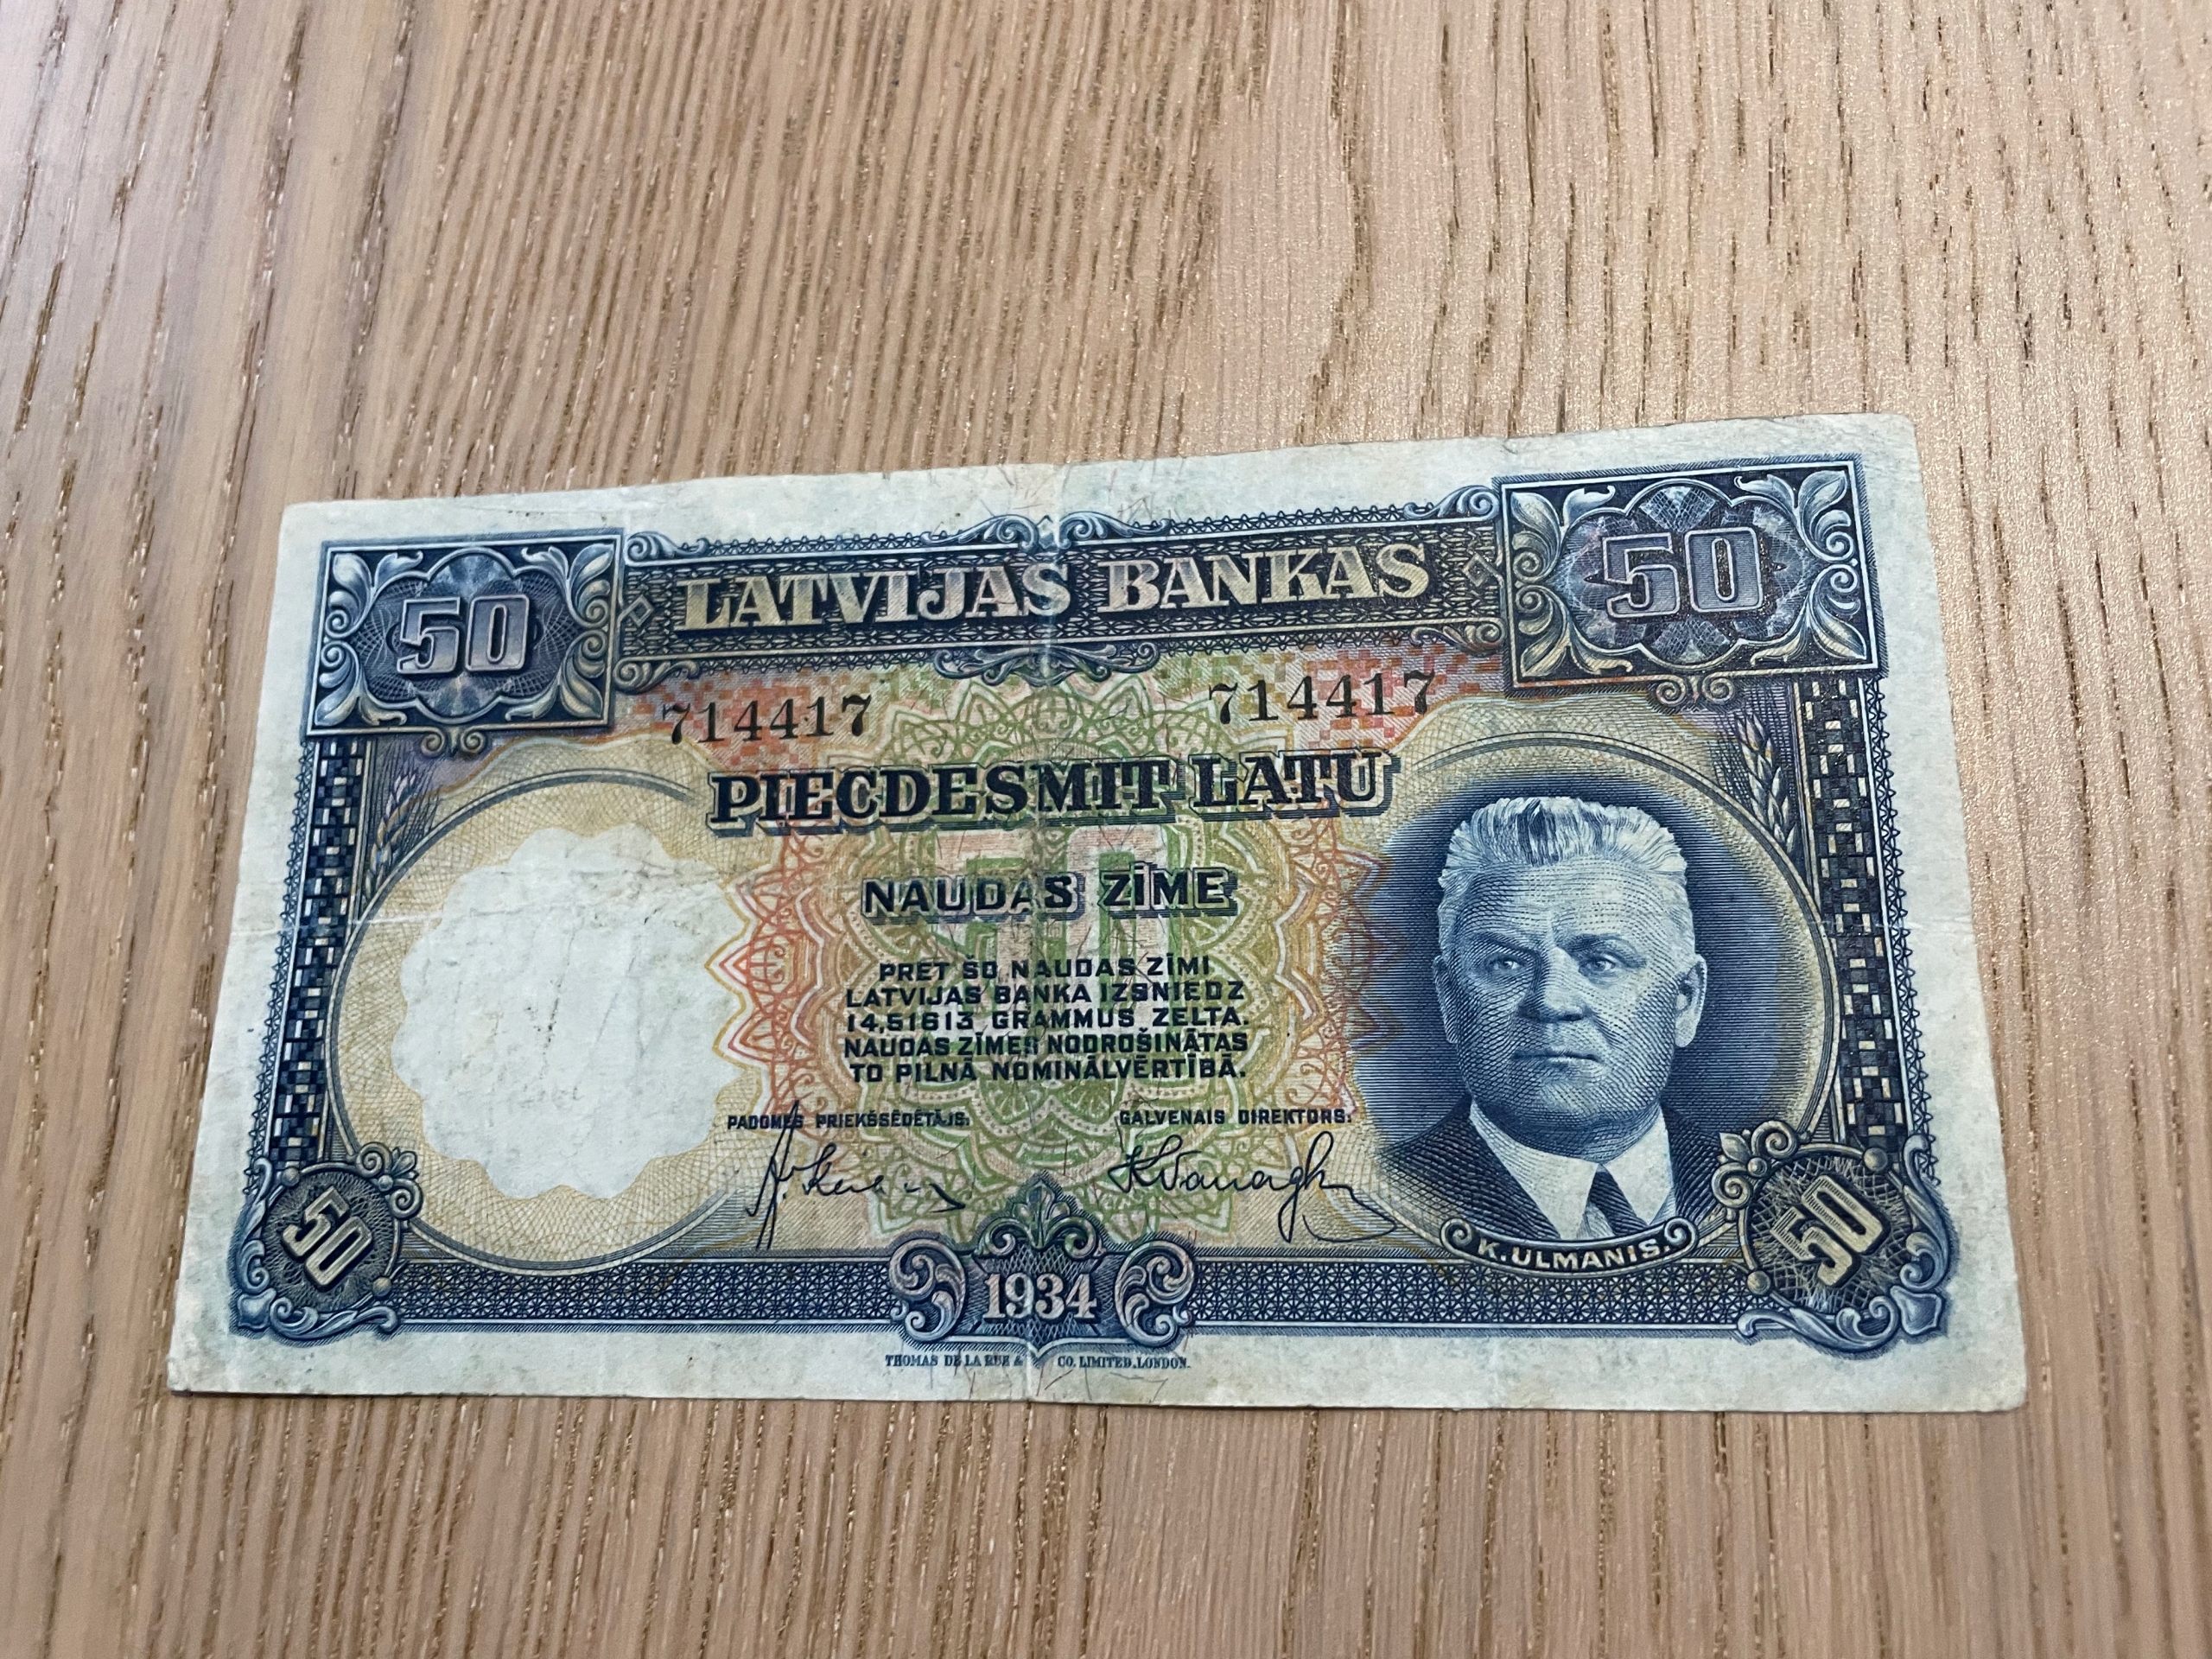 50
LATVIJAS BANKAS
50
714417
714417
PIECDESMIT LATU
NAUDAS ZĪME
50
PRET ŠO NAUDAS ZĪMI
LATVIJAS BANKA IZSNIEDZ
14,51613 GRAMMUS ZELTA.
NAUDAS ZĪMES NODROŠINĀTAS
TO PILNĀ NOMINĀLVĒRTĪBĀ.
PADOMES PRIEKŠSĒDĒTĀJS:
GALVENAIS DIREKTORS:
K. ULMANIS.
50
1934
50
THOMAS DE LA RUE & CO. LIMITED, LONDON.